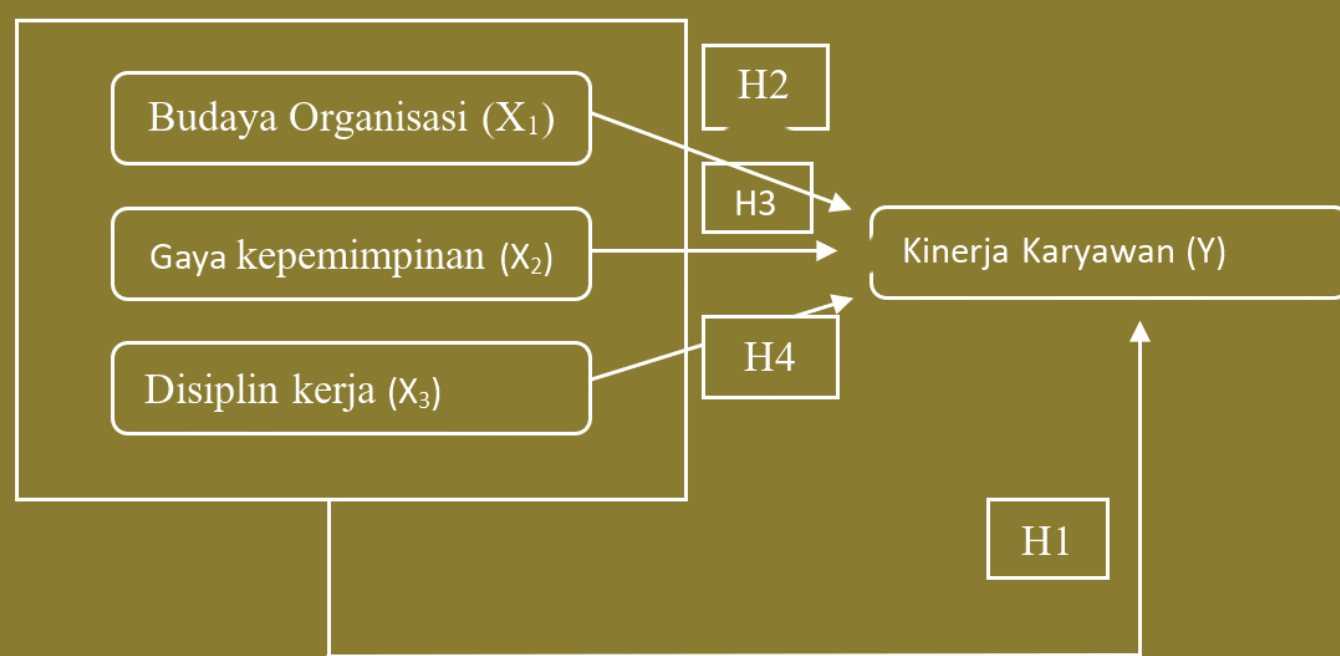 Budaya Organisasi (X₁)
H2
H3
Gaya kepemimpinan (X₂)
Kinerja Karyawan (Y)
Disiplin kerja (X₃)
H4
H1